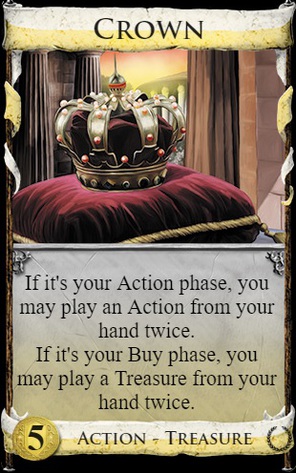 CROWN
If it's your Action phase, you
may play an Action from your
hand twice.
If it's your Buy phase, you
may play a Treasure from your
hand twice.
5 ACTION - TREASURE